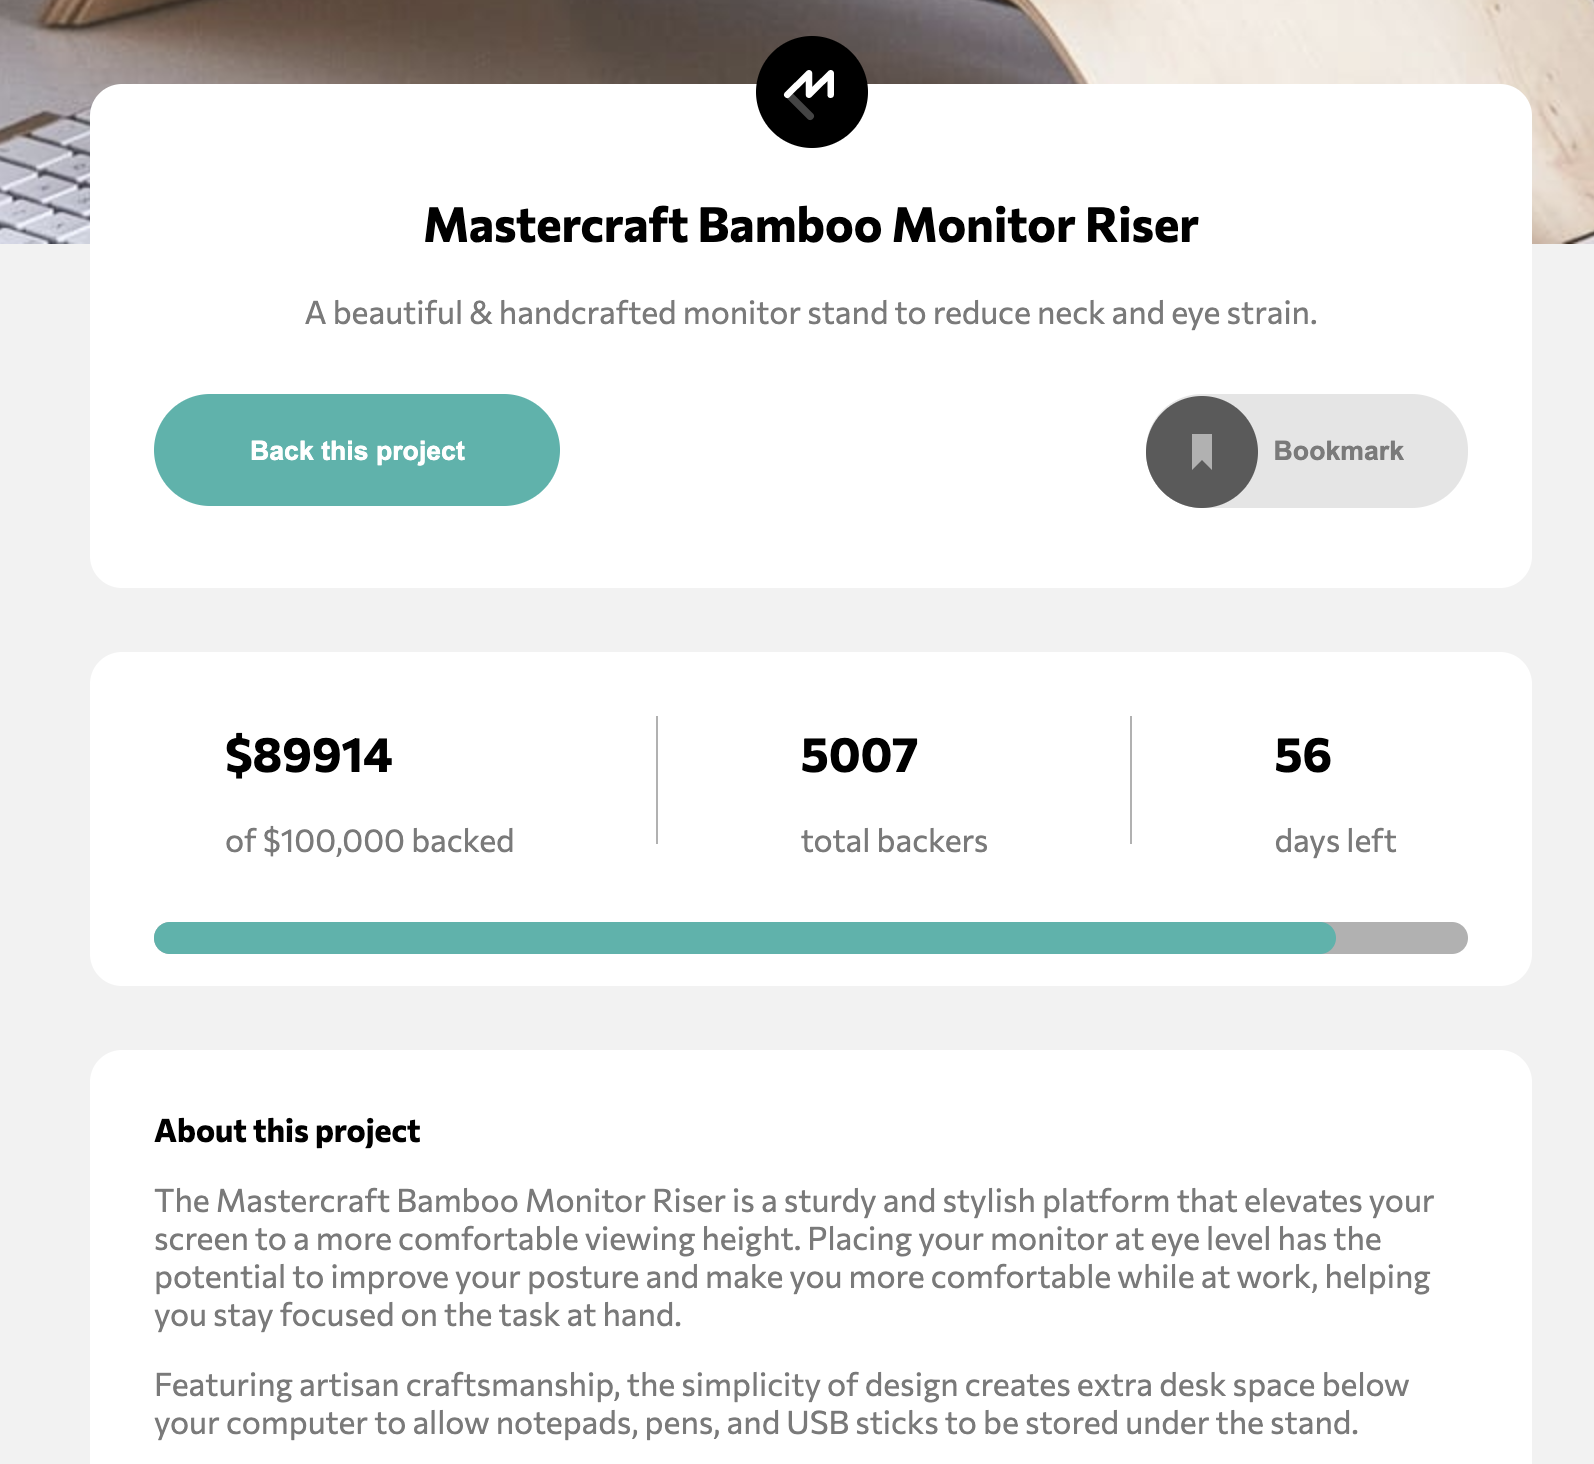 Mastercraft Bamboo Monitor Riser
A beautiful & handcrafted monitor stand to reduce neck and eye strain.
Back this project
Bookmark
$89914
of $100,000 backed
5007
total backers
56
days left
About this project
The Mastercraft Bamboo Monitor Riser is a sturdy and stylish platform that elevates your
screen to a more comfortable viewing height. Placing your monitor at eye level has the
potential to improve your posture and make you more comfortable while at work, helping
you stay focused on the task at hand.
Featuring artisan craftsmanship, the simplicity of design creates extra desk space below
your computer to allow notepads, pens, and USB sticks to be stored under the stand.